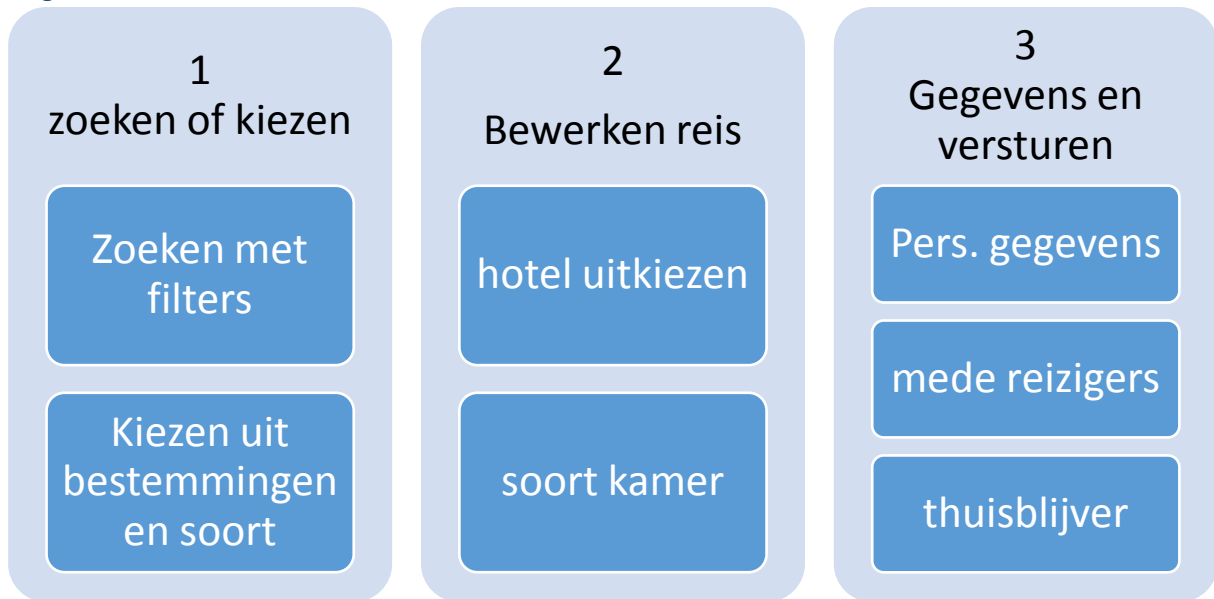 1
zoeken of kiezen
Zoeken met
filters
Kiezen uit
bestemmingen
en soort
2
Bewerken reis
hotel uitkiezen
soort kamer
3
Gegevens en
versturen
Pers. gegevens
mede reizigers
thuisblijver